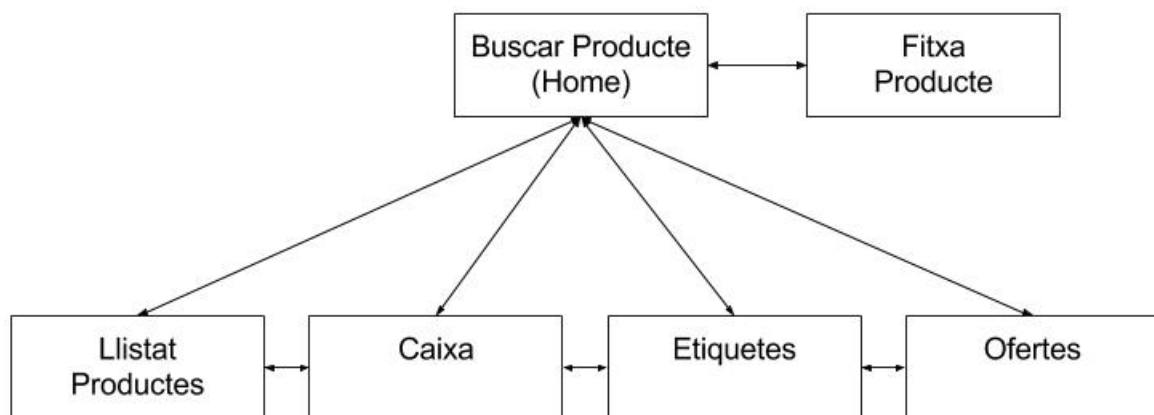 Buscar Producte
(Home)
Fitxa
Producte
Llistat
Productes
Caixa
Etiquetes
Ofertes